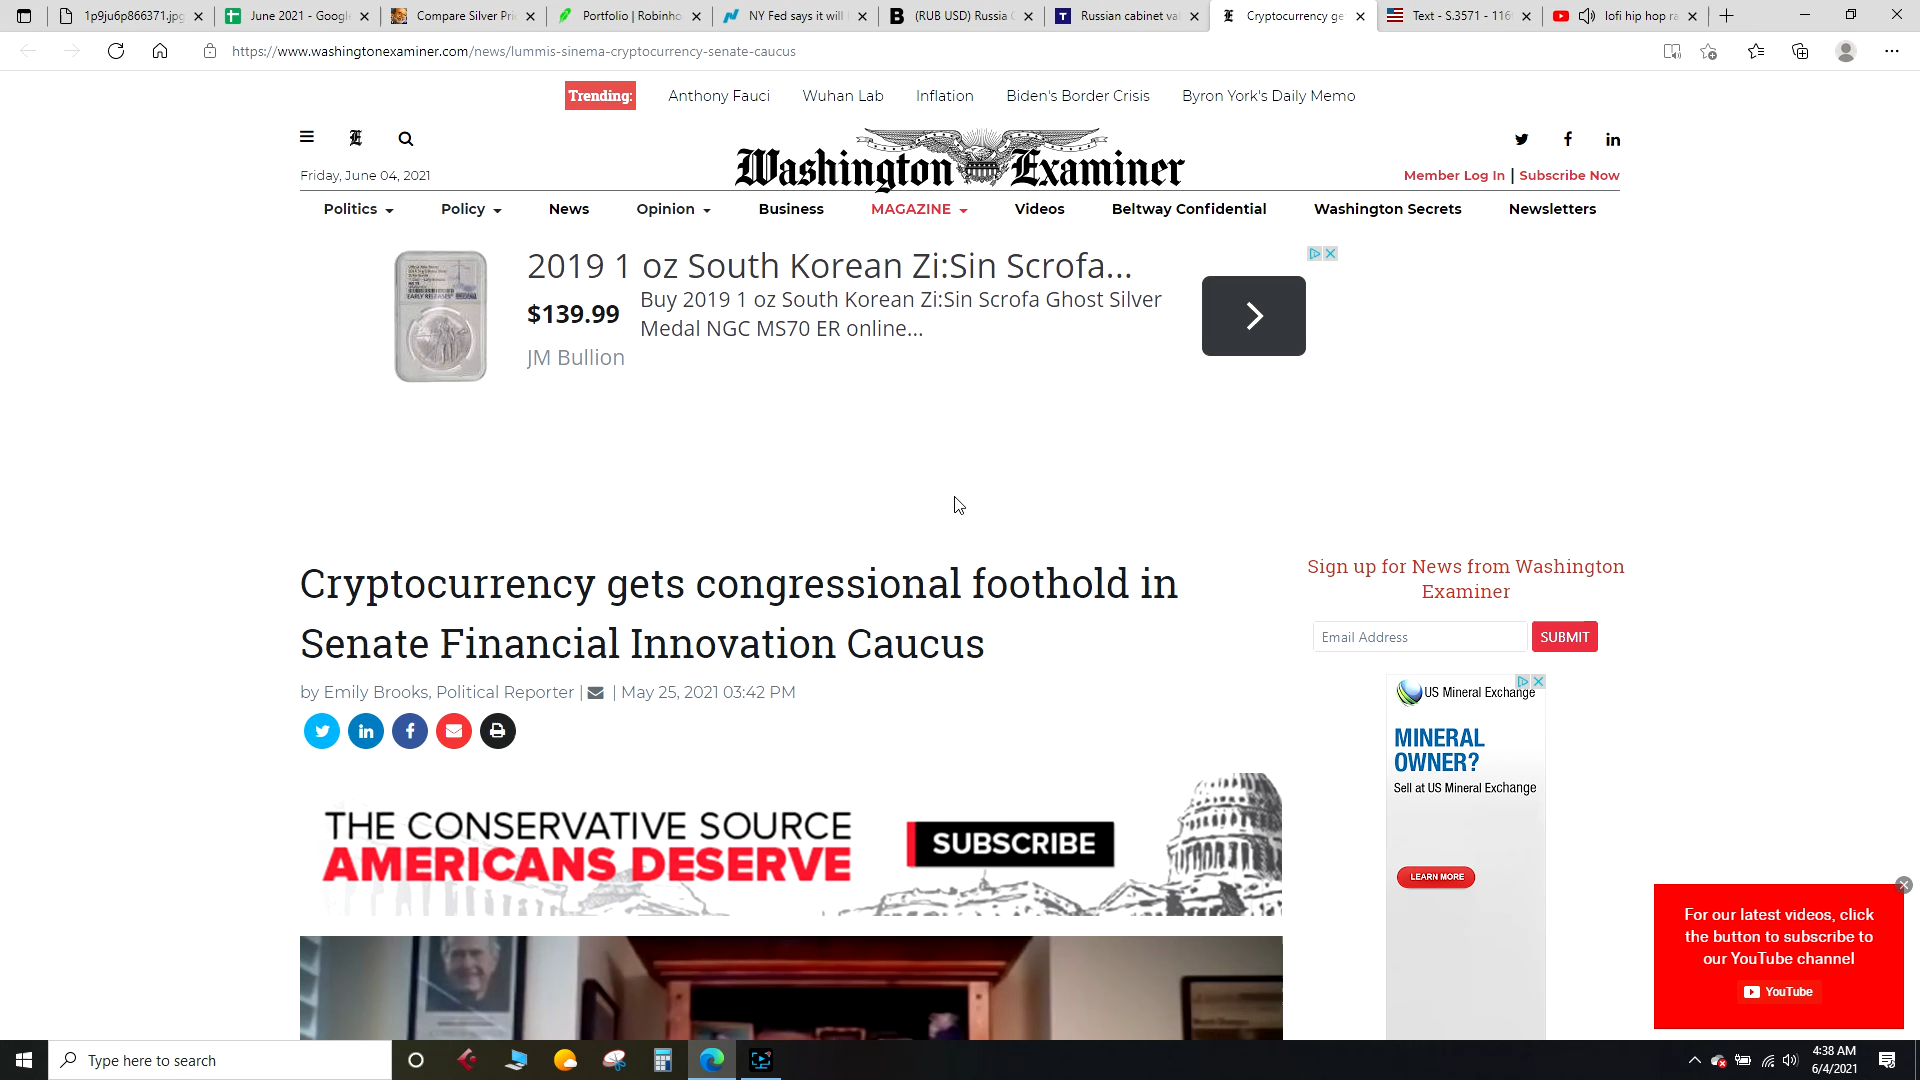 1p9ju6p866371.jpg
June 2021 - Google
Compare Silver Pri
Portfolio | Robinho
NY Fed says it will
(RUB USD) Russia
Russian cabinet va
Cryptocurrency ge
Text - S.3571 - 116
lofi hip hop ra
https://www.washingtonexaminer.com/news/lummis-sinema-cryptocurrency-senate-caucus
Trending: Anthony Fauci Wuhan Lab Inflation Biden's Border Crisis Byron York's Daily Memo
Washington Examiner
Friday, June 04, 2021
Member Log In | Subscribe Now
Politics Policy News Opinion Business MAGAZINE Videos Beltway Confidential Washington Secrets Newsletters
2019 1 oz South Korean Zi:Sin Scrofa...
$139.99
Buy 2019 1 oz South Korean Zi:Sin Scrofa Ghost Silver
Medal NGC MS70 ER online...
JM Bullion
EARLY RELEASES
Cryptocurrency gets congressional foothold in
Senate Financial Innovation Caucus
by Emily Brooks, Political Reporter | | May 25, 2021 03:42 PM
THE CONSERVATIVE SOURCE
AMERICANS DESERVE
SUBSCRIBE
Sign up for News from Washington
Examiner
Email Address
SUBMIT
US Mineral Exchange
MINERAL
OWNER?
Sell at US Mineral Exchange
LEARN MORE
For our latest videos, click
the button to subscribe to
our YouTube channel
YouTube
Type here to search
4:38 AM
6/4/2021